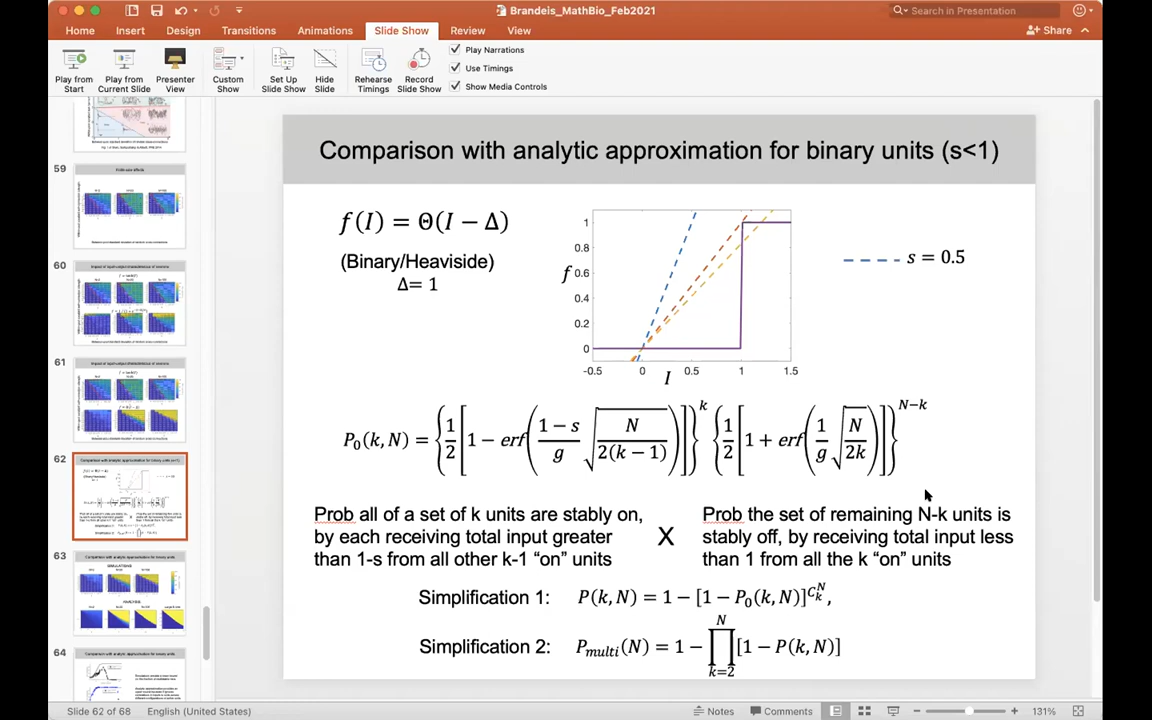 Brandeis_MathBio_Feb2021
Search in Presentation
Home Insert Design Transitions Animations Slide Show Review View
Share
Play from Start
Play from Current Slide
Presenter View
Custom Show
Set Up Slide Show
Hide Slide
Rehearse Timings
Record Slide Show
Play Narrations
Use Timings
Show Media Controls
59
60
61
62
63
64
Comparison with analytic approximation for binary units (s<1)
f(I) = Θ(I − Δ)
(Binary/Heaviside)
Δ= 1
f
1
0.8
0.6
0.4
0.2
0
-0.5 0 0.5 1 1.5
I
s = 0.5
P₀(k, N) = {1/2 [1 − erf((1−s)/g √(N/(2(k − 1))))]}^k {1/2 [1 + erf(1/g √(N/2k))]}^(N−k)
Prob all of a set of k units are stably on,
by each receiving total input greater
than 1-s from all other k-1 “on” units
X
Prob the set of remaining N-k units is
stably off, by receiving total input less
than 1 from all the k “on” units
Simplification 1: P(k, N) = 1 − [1 − P₀(k, N)]^(C_k^N),
Simplification 2: P_multi(N) = 1 − ∏_{k=2}^{N} [1 − P(k, N)]
Slide 62 of 68 English (United States) Notes Comments 131%